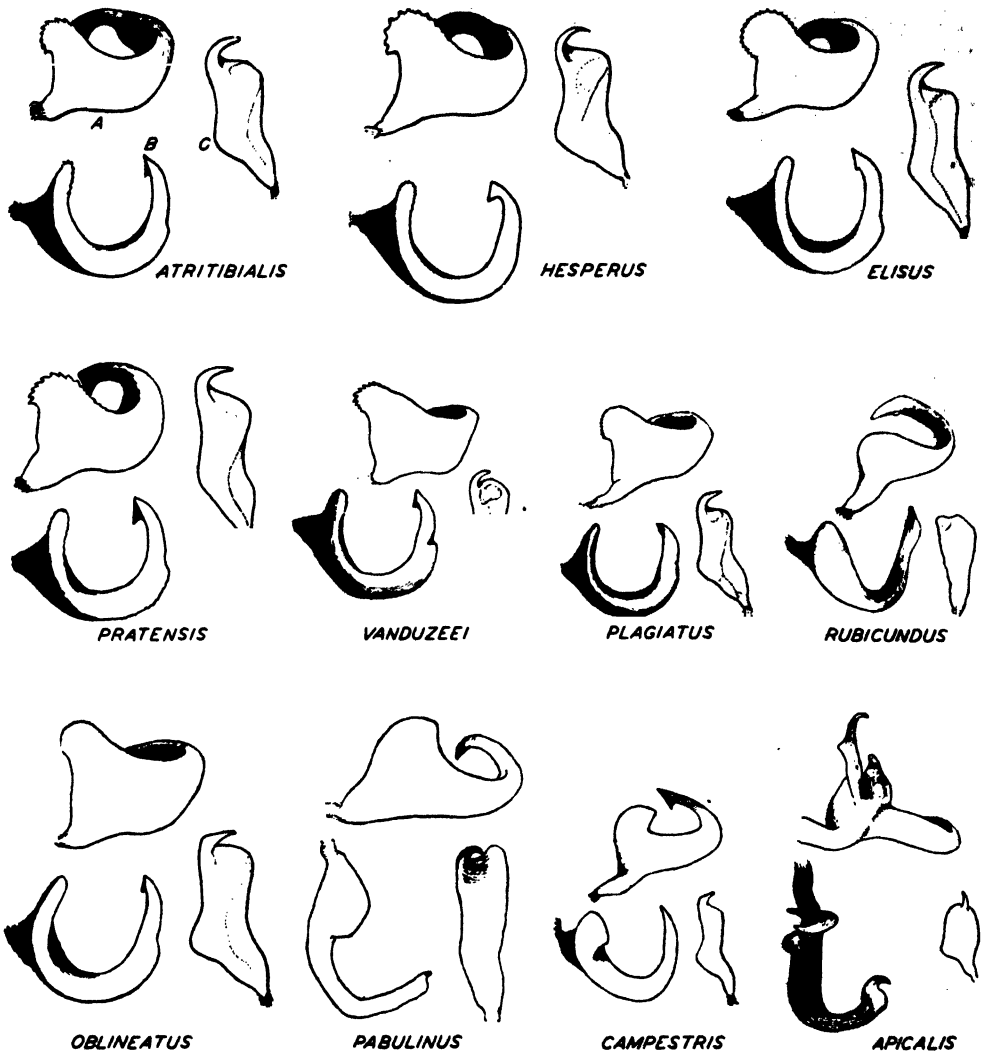 A
B
C
ATRITIBIALIS
HESPERUS
ELISUS
PRATENSIS
VANDUZEEI
PLAGIATUS
RUBICUNDUS
OBLINEATUS
PABULINUS
CAMPESTRIS
APICALIS